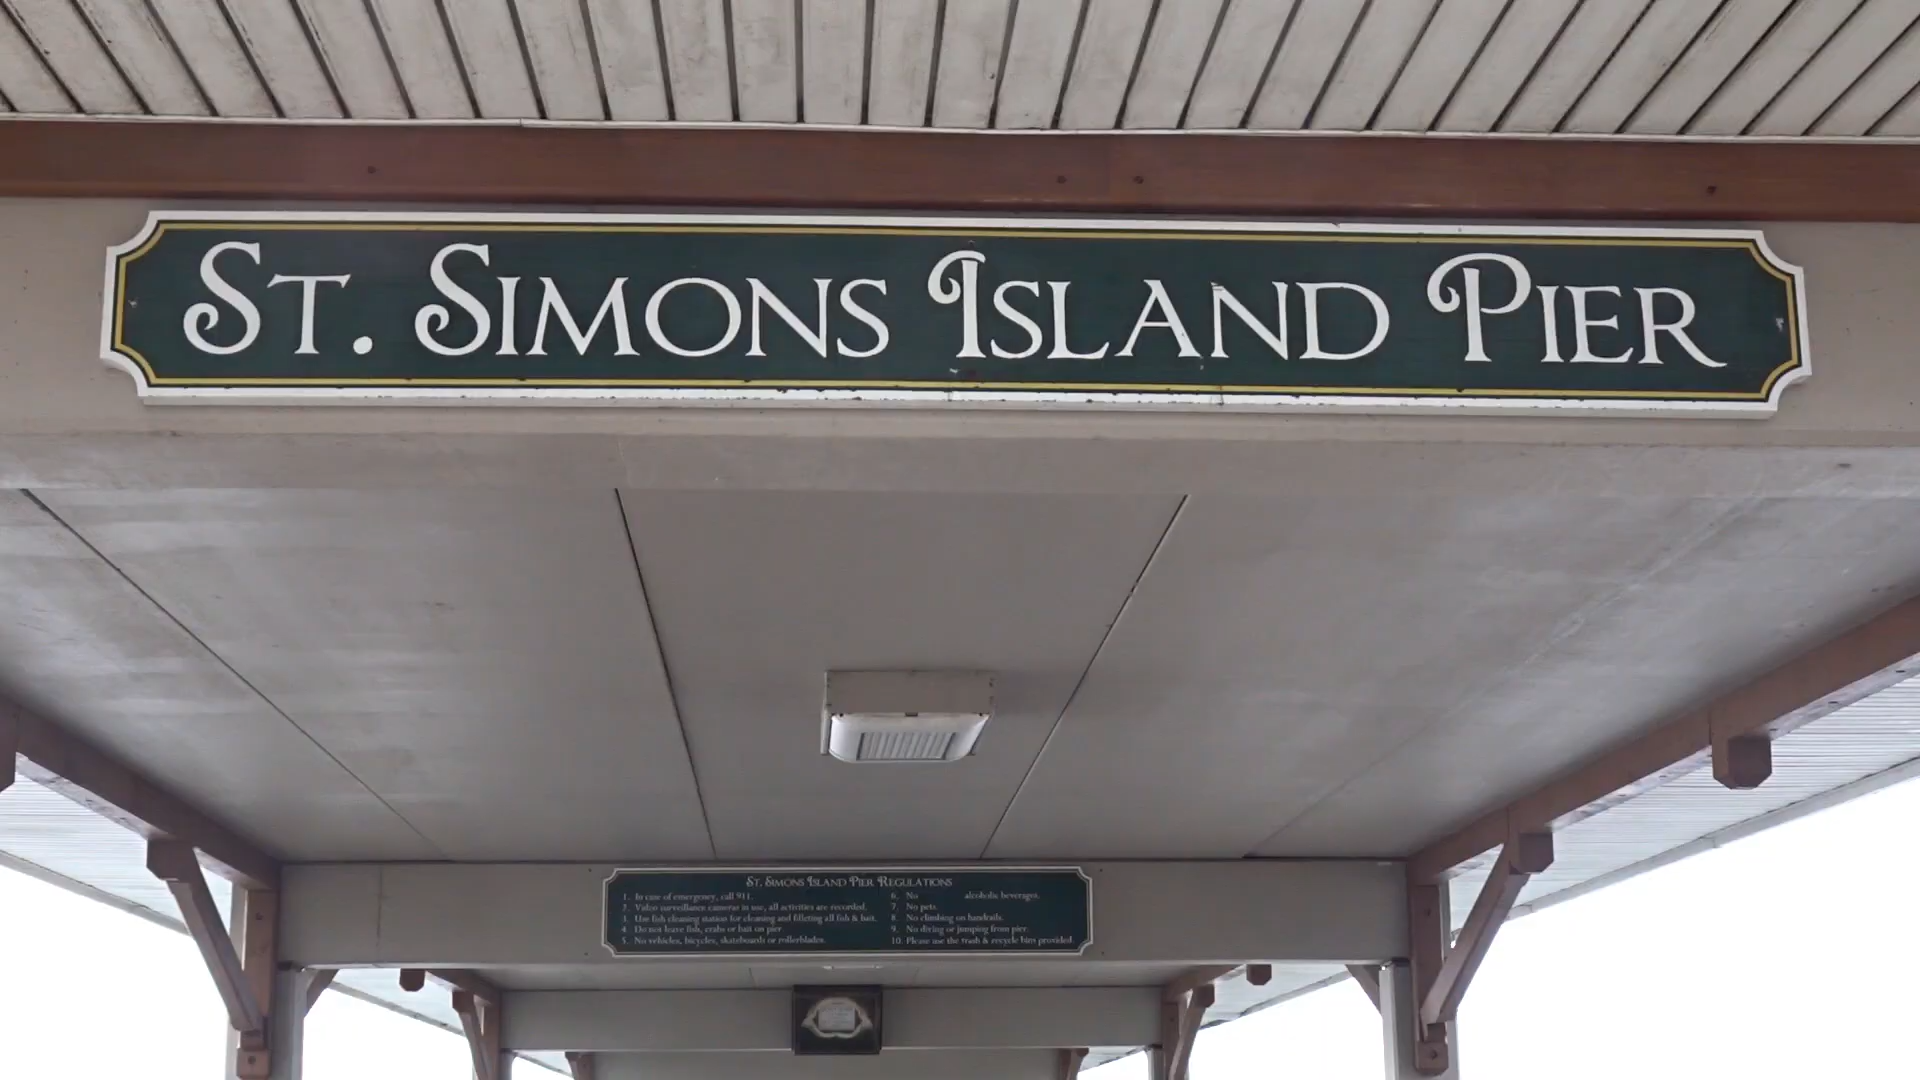 St. Simons Island Pier
St. Simons Island Pier Regulations
1. In case of emergency, call 911.
2. Video surveillance cameras in use, all activities are recorded.
3. Use fish cleaning station for cleaning and filleting all fish & bait.
4. Do not leave fish, crabs or bait on pier
5. No vehicles, bicycles, skateboards or rollerblades.
6. No alcoholic beverages.
7. No pets.
8. No climbing on handrails.
9. No diving or jumping from pier.
10. Please use the trash & recycle bins provided.